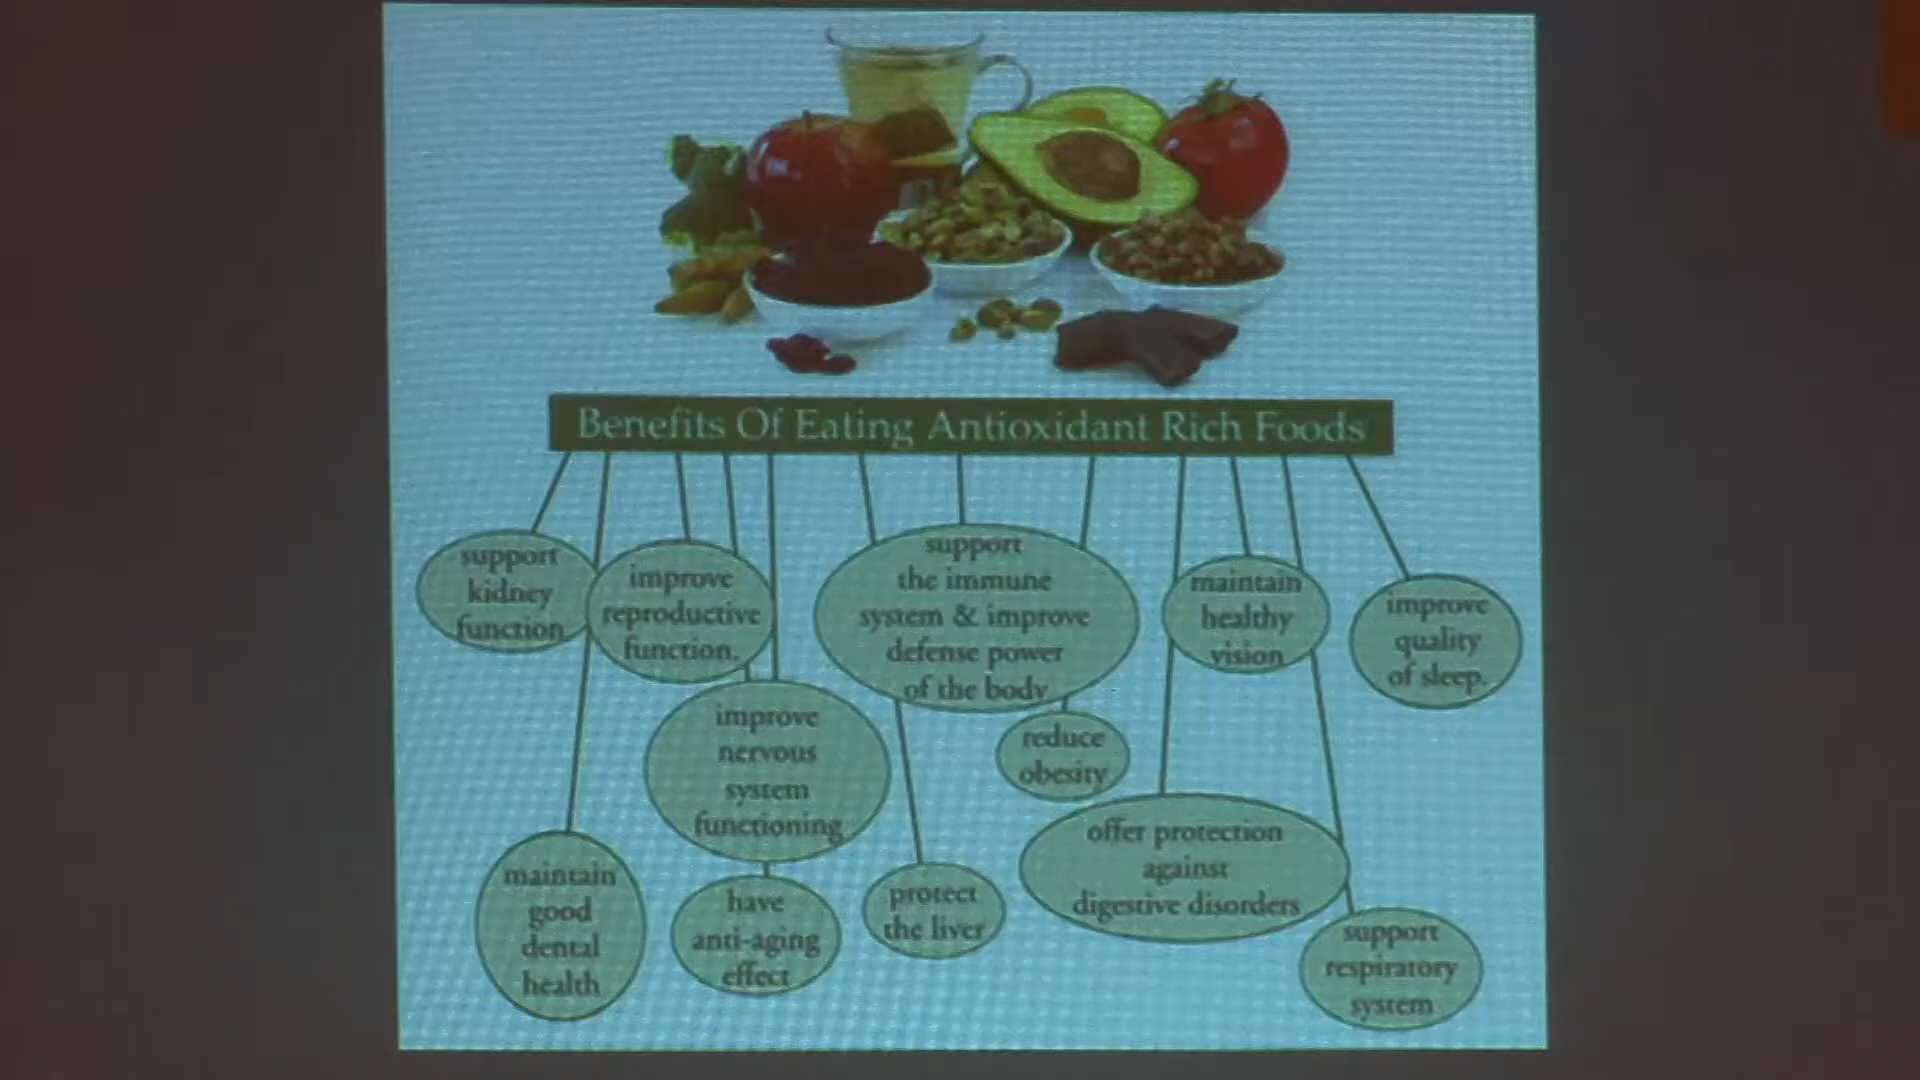 Benefits Of Eating Antioxidant Rich Foods
support
kidney
function
improve
reproductive
function.
support
the immune
system & improve
defense power
of the body
maintain
healthy
vision
improve
quality
of sleep.
improve
nervous
system
functioning
reduce
obesity
maintain
good
dental
health
have
anti-aging
effect
protect
the liver
offer protection
against
digestive disorders
support
respiratory
system